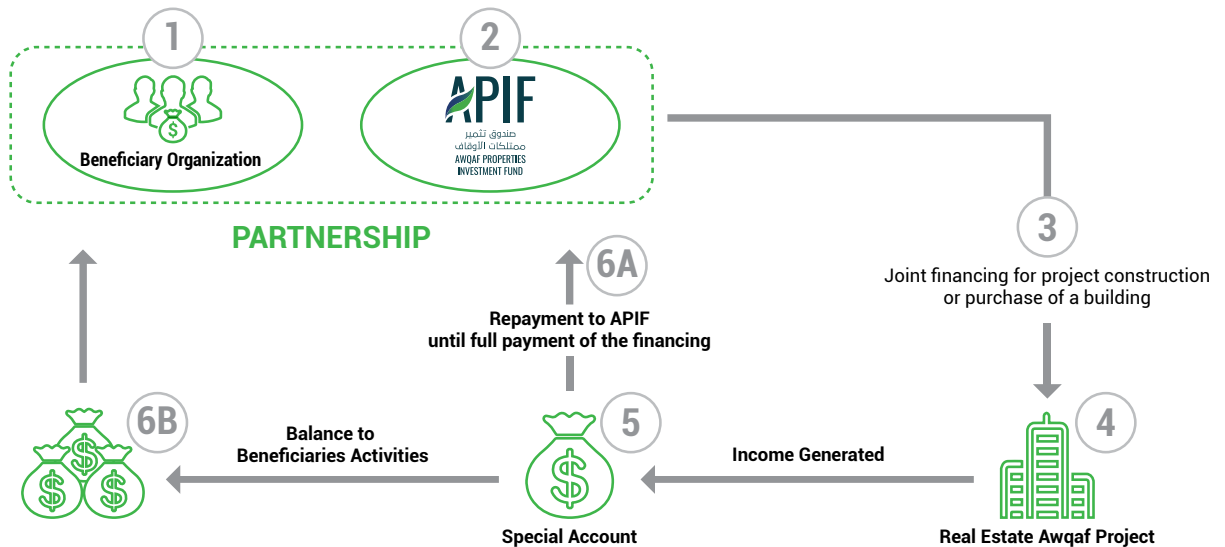 1
2
$
Beneficiary Organization
APIF
صندوق تثمير
ممتلكات الأوقاف
AWQAF PROPERTIES
INVESTMENT FUND
PARTNERSHIP
3
Joint financing for project construction
or purchase of a building
6A
Repayment to APIF
until full payment of the financing
4
Real Estate Awqaf Project
Income Generated
5
$
Special Account
Balance to
Beneficiaries Activities
6B
$
$ $